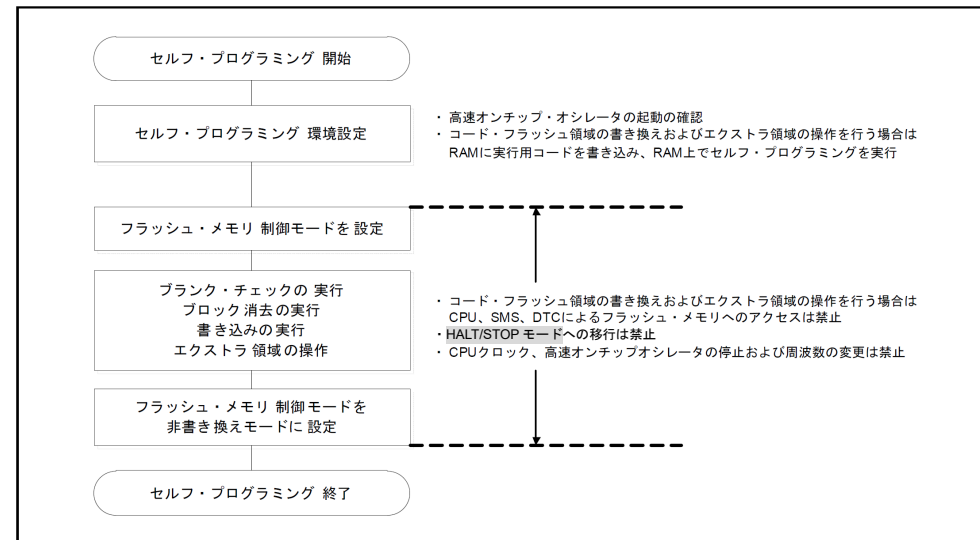 セルフ・プログラミング 開始
セルフ・プログラミング 環境設定
・ 高速オンチップ・オシレータの起動の確認
・ コード・フラッシュ領域の書き換えおよびエクストラ領域の操作を行う場合は
RAMに実行用コードを書き込み、RAM上でセルフ・プログラミングを実行
フラッシュ・メモリ 制御モードを 設定
ブランク・チェックの 実行
ブロック 消去の実行
書き込みの実行
エクストラ 領域の操作
・ コード・フラッシュ領域の書き換えおよびエクストラ領域の操作を行う場合は
CPU、SMS、DTCによるフラッシュ・メモリへのアクセスは禁止
・ HALT/STOP モードへの移行は禁止
・ CPUクロック、高速オンチップオシレータの停止および周波数の変更は禁止
フラッシュ・メモリ 制御モードを
非書き換えモードに 設定
セルフ・プログラミング 終了